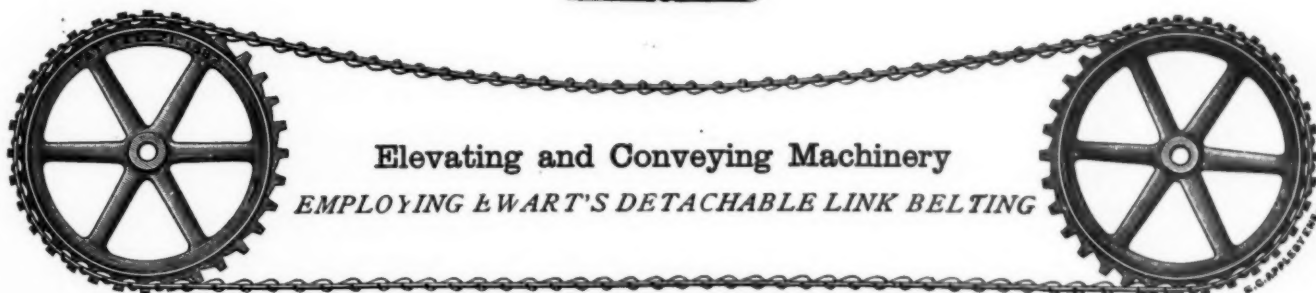 Elevating and Conveying Machinery
EMPLOYING EWART'S DETACHABLE LINK BELTING